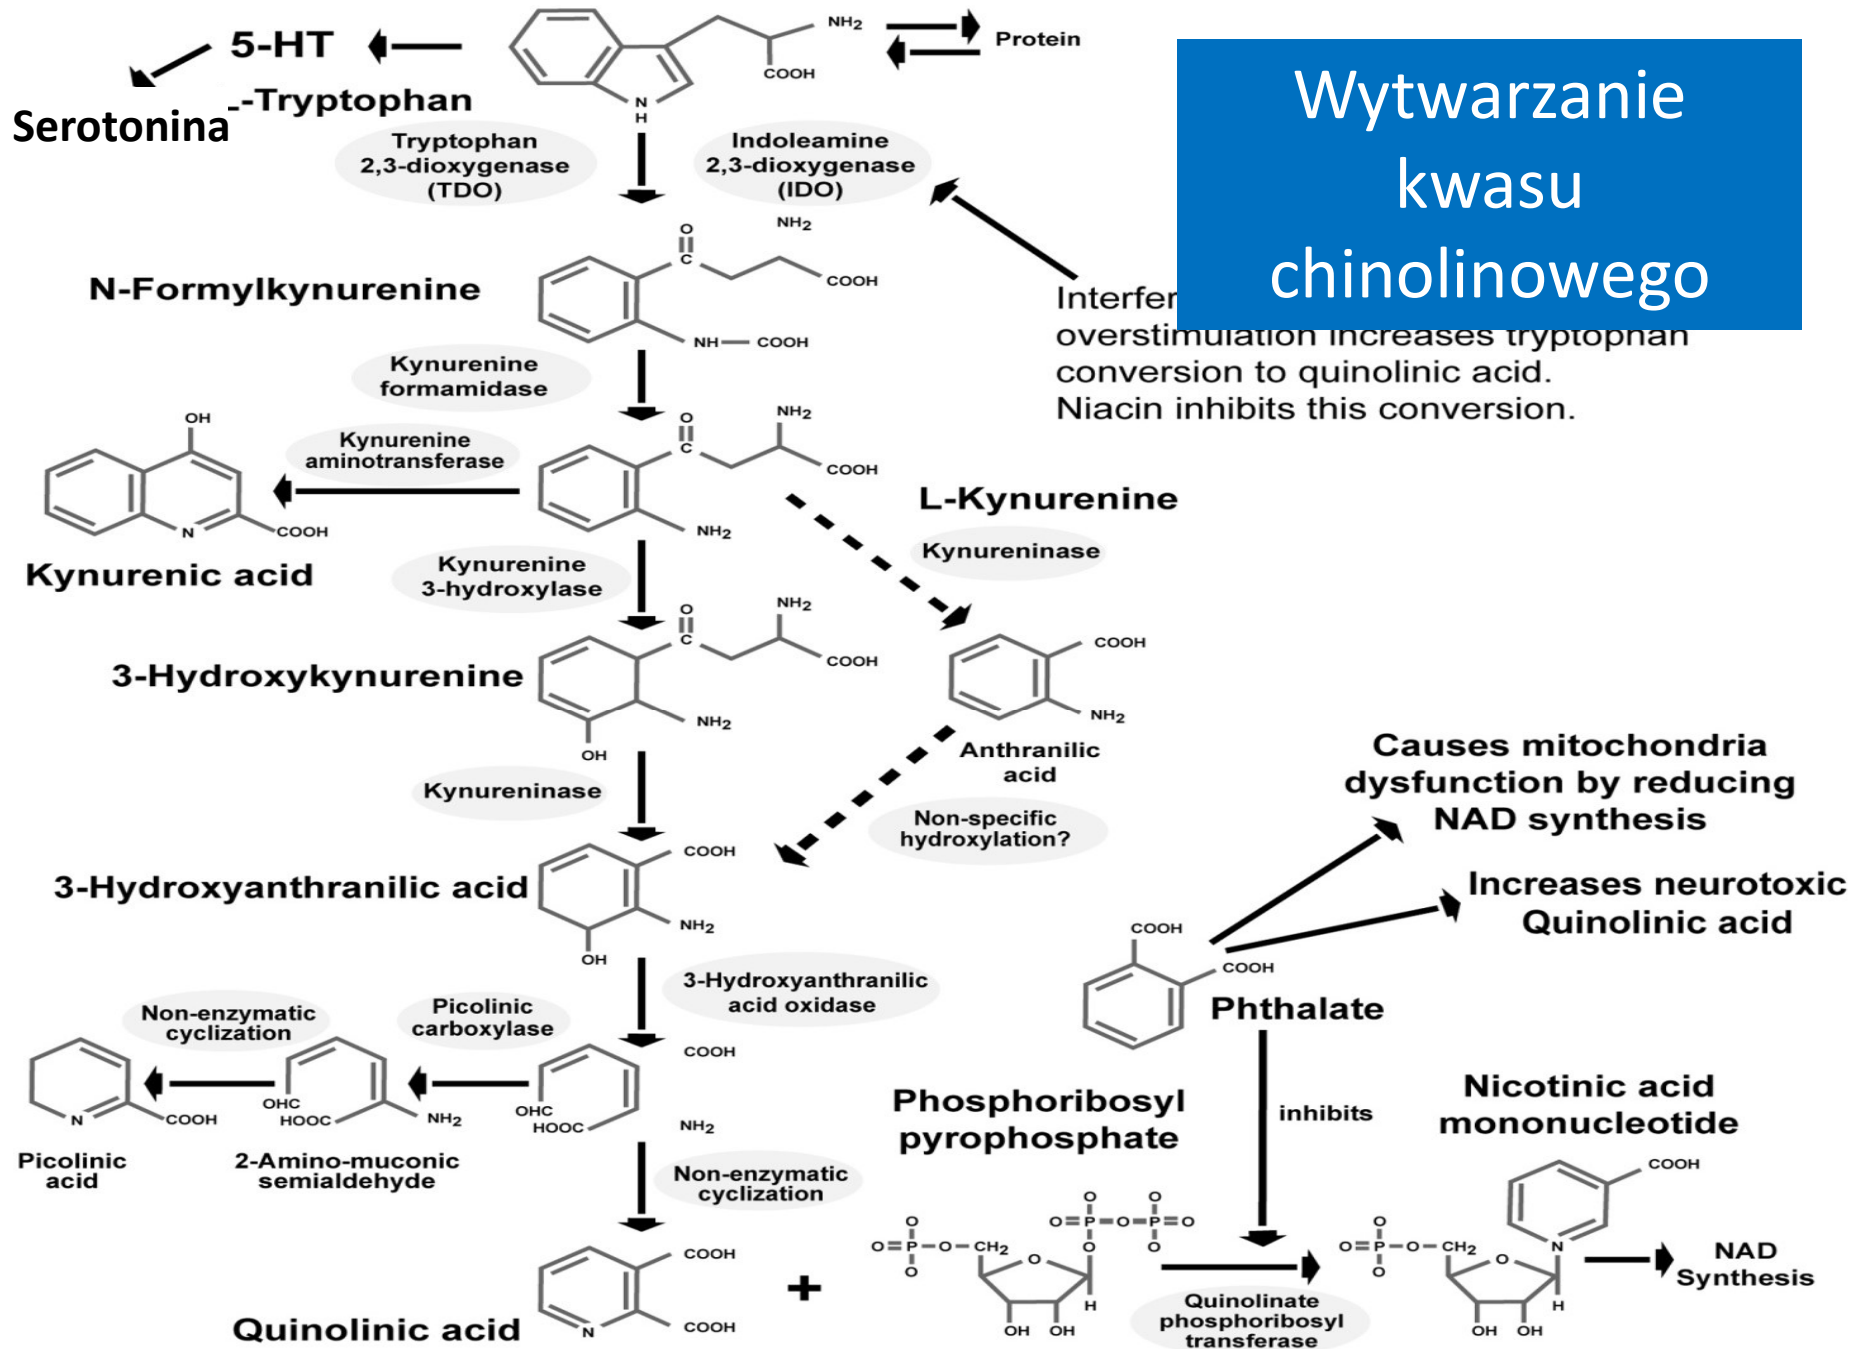 5-HT
Serotonina
-Tryptophan
NH2
COOH
N
H
Protein
Wytwarzanie
kwasu
chinolinowego
Tryptophan
2,3-dioxygenase
(TDO)
Indoleamine
2,3-dioxygenase
(IDO)
N-Formylkynurenine
O
C
NH2
COOH
NH
COOH
overstimulation increases tryptophan
conversion to quinolinic acid.
Niacin inhibits this conversion.
Kynurenine
formamidase
OH
N
COOH
Kynurenic acid
Kynurenine
aminotransferase
O
C
NH2
COOH
NH2
L-Kynurenine
Kynureninase
Kynurenine
3-hydroxylase
3-Hydroxykynurenine
O
C
NH2
COOH
NH2
OH
COOH
NH2
Anthranilic
acid
Kynureninase
Non-specific
hydroxylation?
3-Hydroxyanthranilic acid
COOH
NH2
OH
Causes mitochondria
dysfunction by reducing
NAD synthesis
Increases neurotoxic
Quinolinic acid
COOH
COOH
Phthalate
inhibits
3-Hydroxyanthranilic
acid oxidase
Non-enzymatic
cyclization
Picolinic
carboxylase
N
COOH
Picolinic
acid
OHC
HOOC
NH2
2-Amino-muconic
semialdehyde
COOH
OHC
HOOC
NH2
Non-enzymatic
cyclization
Quinolinic acid
COOH
N
COOH
+
Phosphoribosyl
pyrophosphate
O O O
O=P-O-CH2 O=P-O-P=O
O O O O
H
OH OH
Quinolinate
phosphoribosyl
transferase
Nicotinic acid
mononucleotide
COOH
N
O
O=P-O-CH2 O
O
H
OH OH
NAD
Synthesis